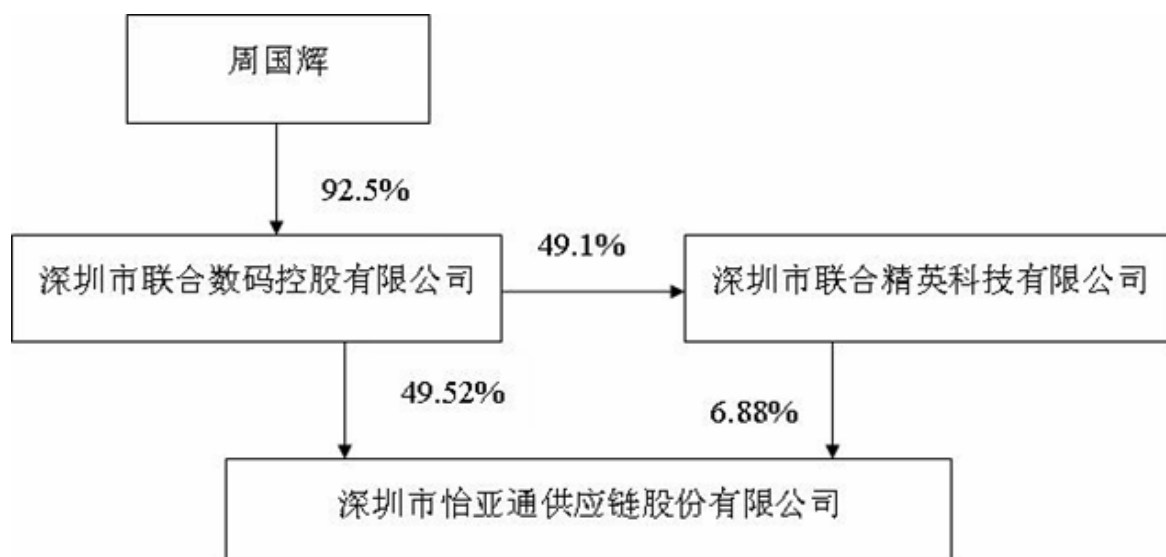 周国辉
92.5%
深圳市联合数码控股有限公司
49.1%
深圳市联合精英科技有限公司
49.52%
6.88%
深圳市怡亚通供应链股份有限公司